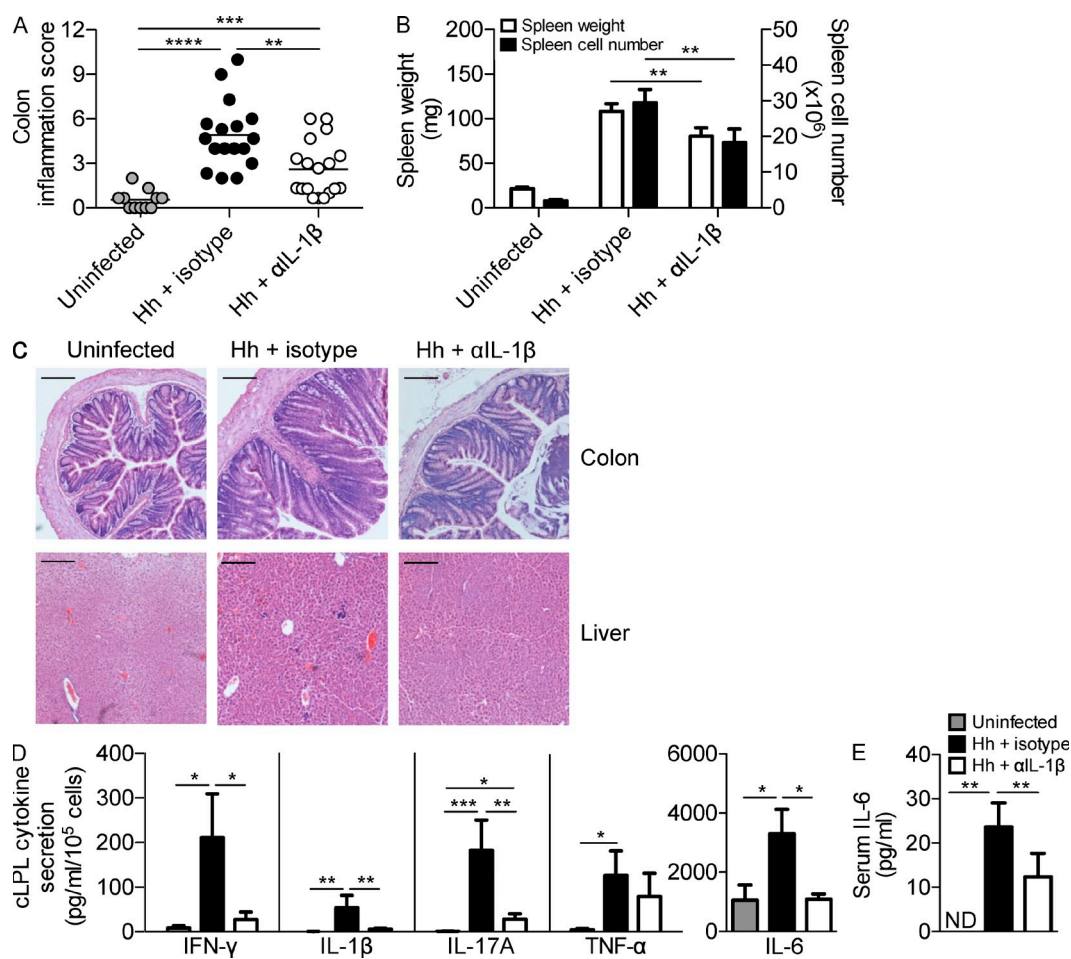 A
Colon
inflammation score
12
9
6
3
0
***
****
**
Uninfected
Hh + isotype
Hh + αIL-1β
B
Spleen weight
Spleen cell number
Spleen weight
(mg)
200
150
100
50
0
**
**
50
40
30
20
10
0
Spleen cell number
(x10⁶)
Uninfected
Hh + isotype
Hh + αIL-1β
C
Uninfected
Hh + isotype
Hh + αIL-1β
Colon
Liver
D
cLPL cytokine
secretion
(pg/ml/10⁵ cells)
400
300
200
100
0
* *
** **
*
*** **
*
IFN-γ
IL-1β
IL-17A
TNF-α
6000
4000
2000
0
* *
IL-6
Uninfected
Hh + isotype
Hh + αIL-1β
E
Serum IL-6
(pg/ml)
40
30
20
10
0
** **
ND